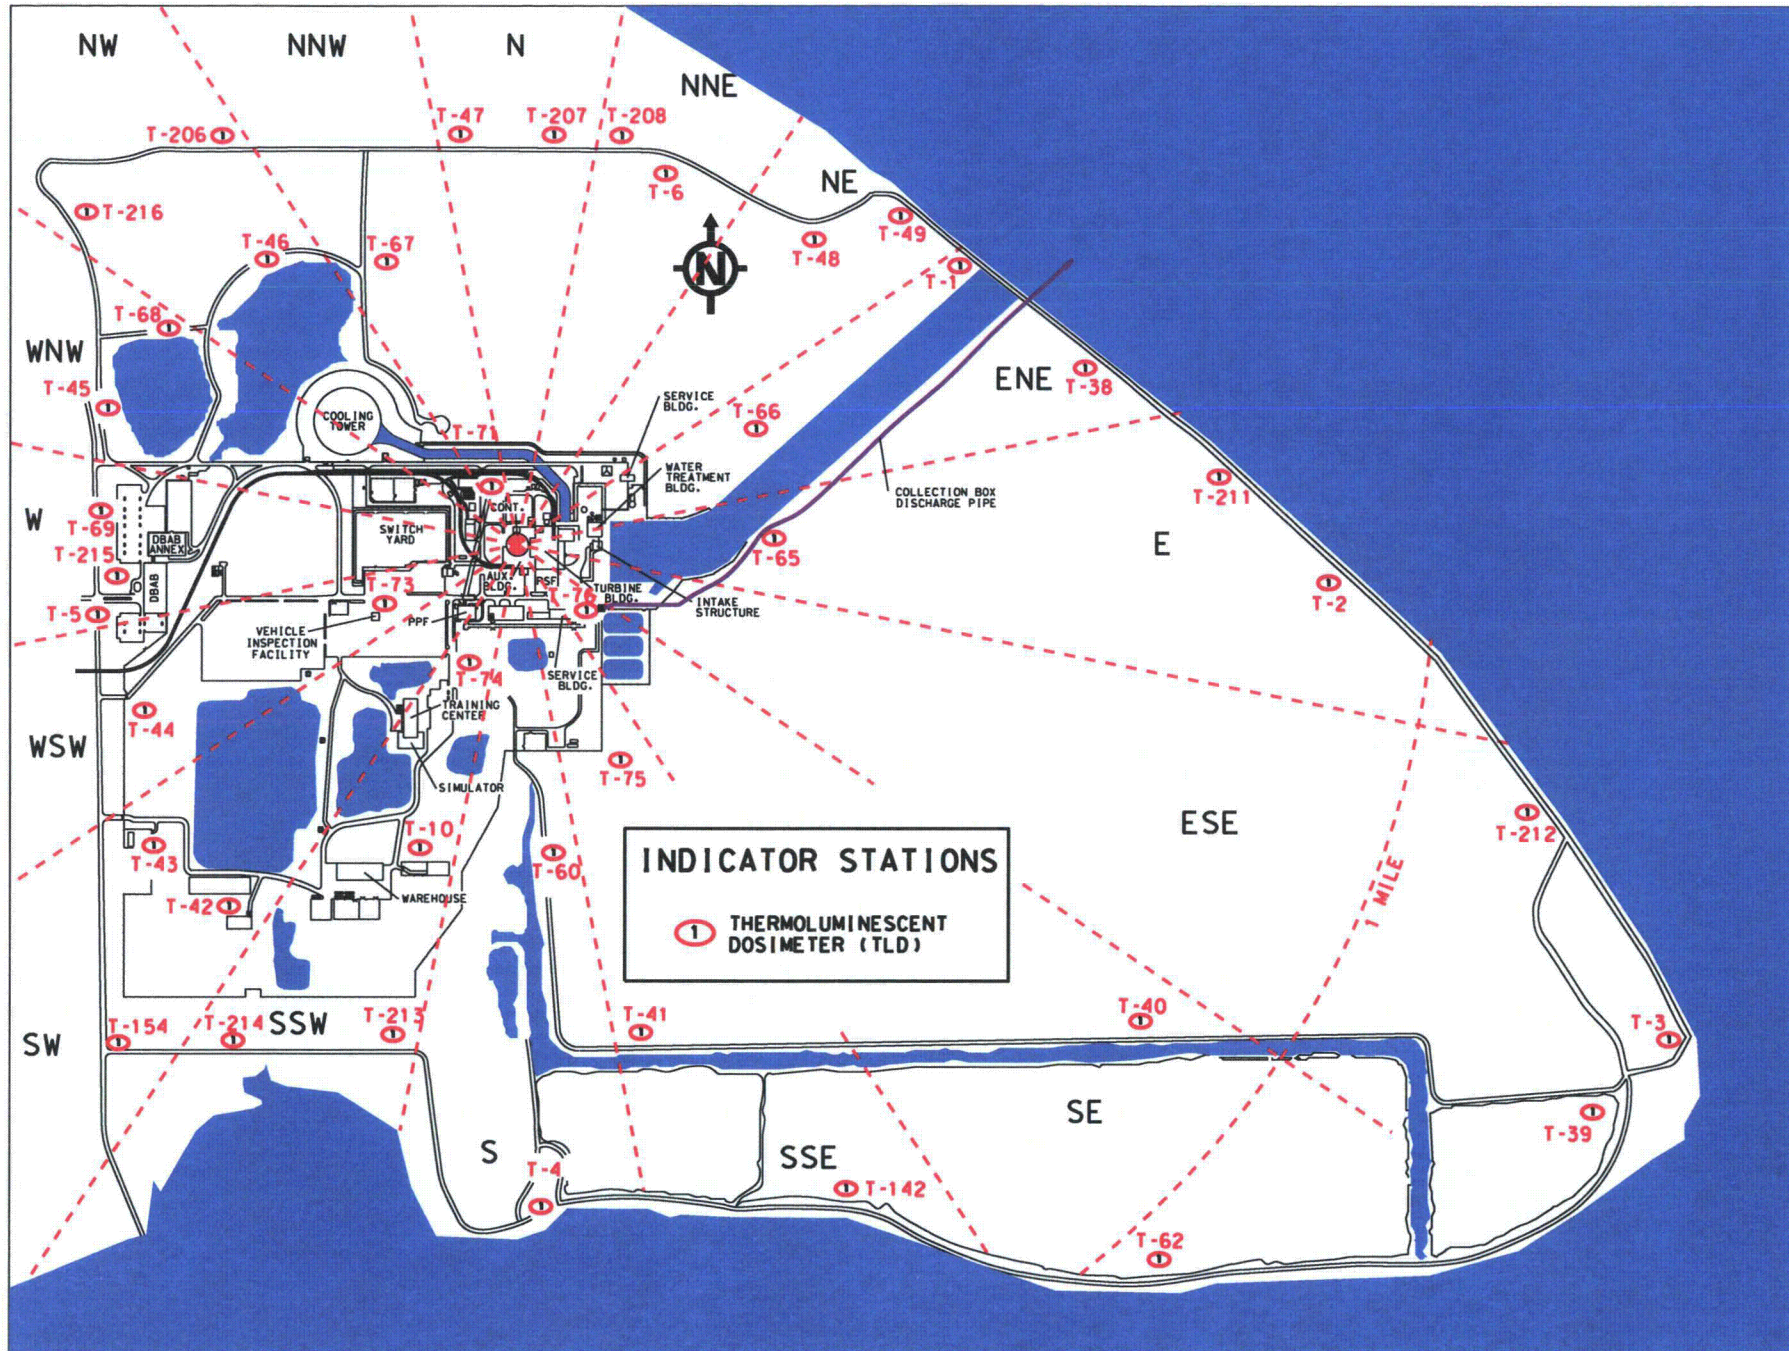 NW
NNW
N
NNE
T-206
T-47
T-207
T-208
T-6
NE
T-216
T-49
T-46
T-67
T-48
N
T-1
T-68
WNW
T-45
ENE
T-38
COOLING
TOWER
SERVICE
BLDG.
T-66
T-71
WATER
TREATMENT
BLDG.
T-211
COLLECTION BOX
DISCHARGE PIPE
CONT.
W
T-69
SWITCH
YARD
DBAB
ANNEX
T-65
E
T-215
AUX.
BLDG.
PSF
TURBINE
BLDG.
DBAB
T-73
T-76
INTAKE
STRUCTURE
T-2
T-5
PPF
VEHICLE
INSPECTION
FACILITY
T-74
SERVICE
BLDG.
TRAINING
CENTER
T-44
WSW
T-75
SIMULATOR
ESE
T-212
T-10
T-43
T-60
INDICATOR STATIONS
1 THERMOLUMINESCENT
DOSIMETER (TLD)
1 MILE
WAREHOUSE
T-42
T-154
T-214
SSW
T-213
T-41
T-40
T-3
SW
SE
T-39
S
SSE
T-4
T-142
T-62